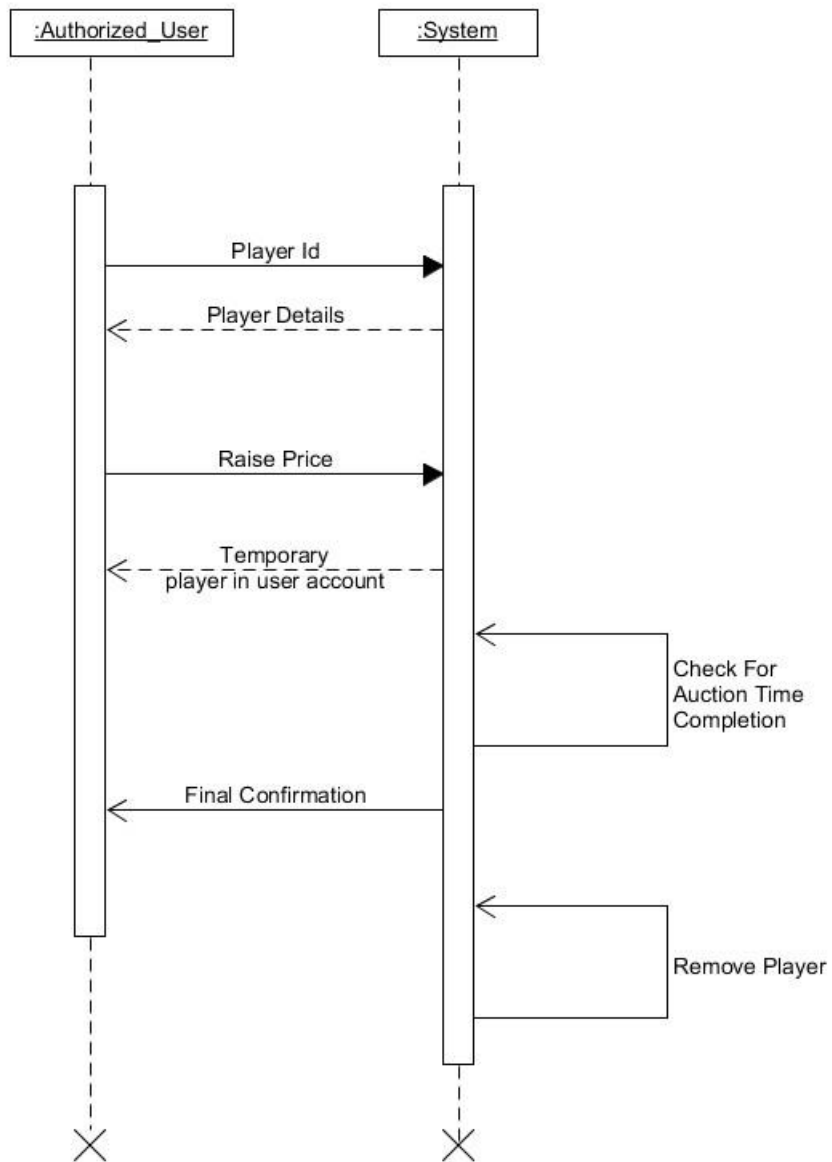 :Authorized_User
:System
Player Id
Player Details
Raise Price
Temporary
player in user account
Check For
Auction Time
Completion
Final Confirmation
Remove Player